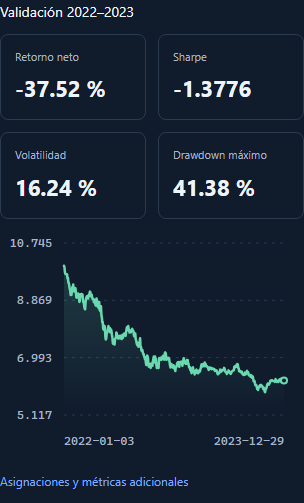 Validación 2022–2023
Retorno neto
-37.52 %
Sharpe
-1.3776
Volatilidad
16.24 %
Drawdown máximo
41.38 %
10.745
8.869
6.993
5.117
2022-01-03
2023-12-29
Asignaciones y métricas adicionales